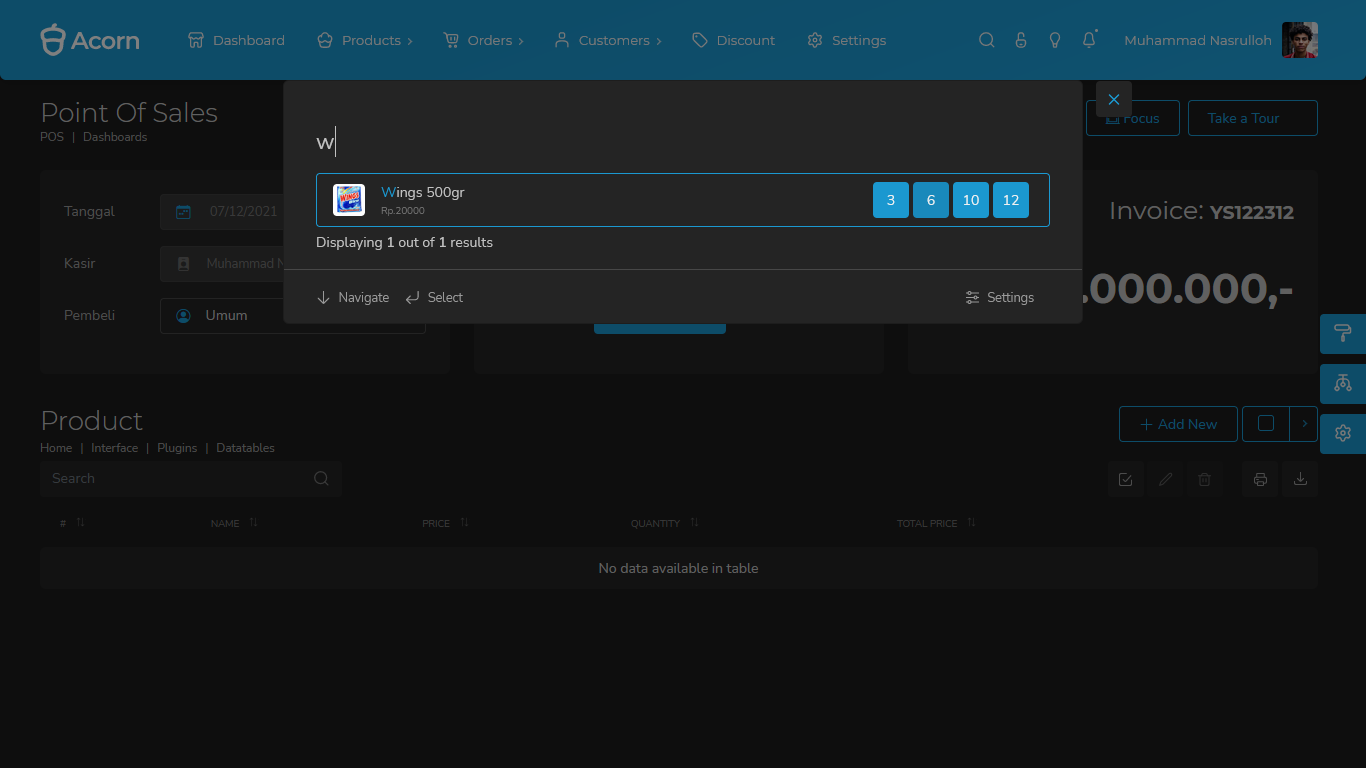 Acorn
Dashboard
Products
Orders
Customers
Discount
Settings
Muhammad Nasrulloh
Point Of Sales
POS | Dashboards
Focus
Take a Tour
w
Wings 500gr
Rp.20000
3
6
10
12
Displaying 1 out of 1 results
Navigate
Select
Settings
Tanggal
07/12/2021
Kasir
Muhammad N
Pembeli
Umum
Invoice: YS122312
.000.000,-
Product
Home | Interface | Plugins | Datatables
Add New
Search
# NAME PRICE QUANTITY TOTAL PRICE
No data available in table